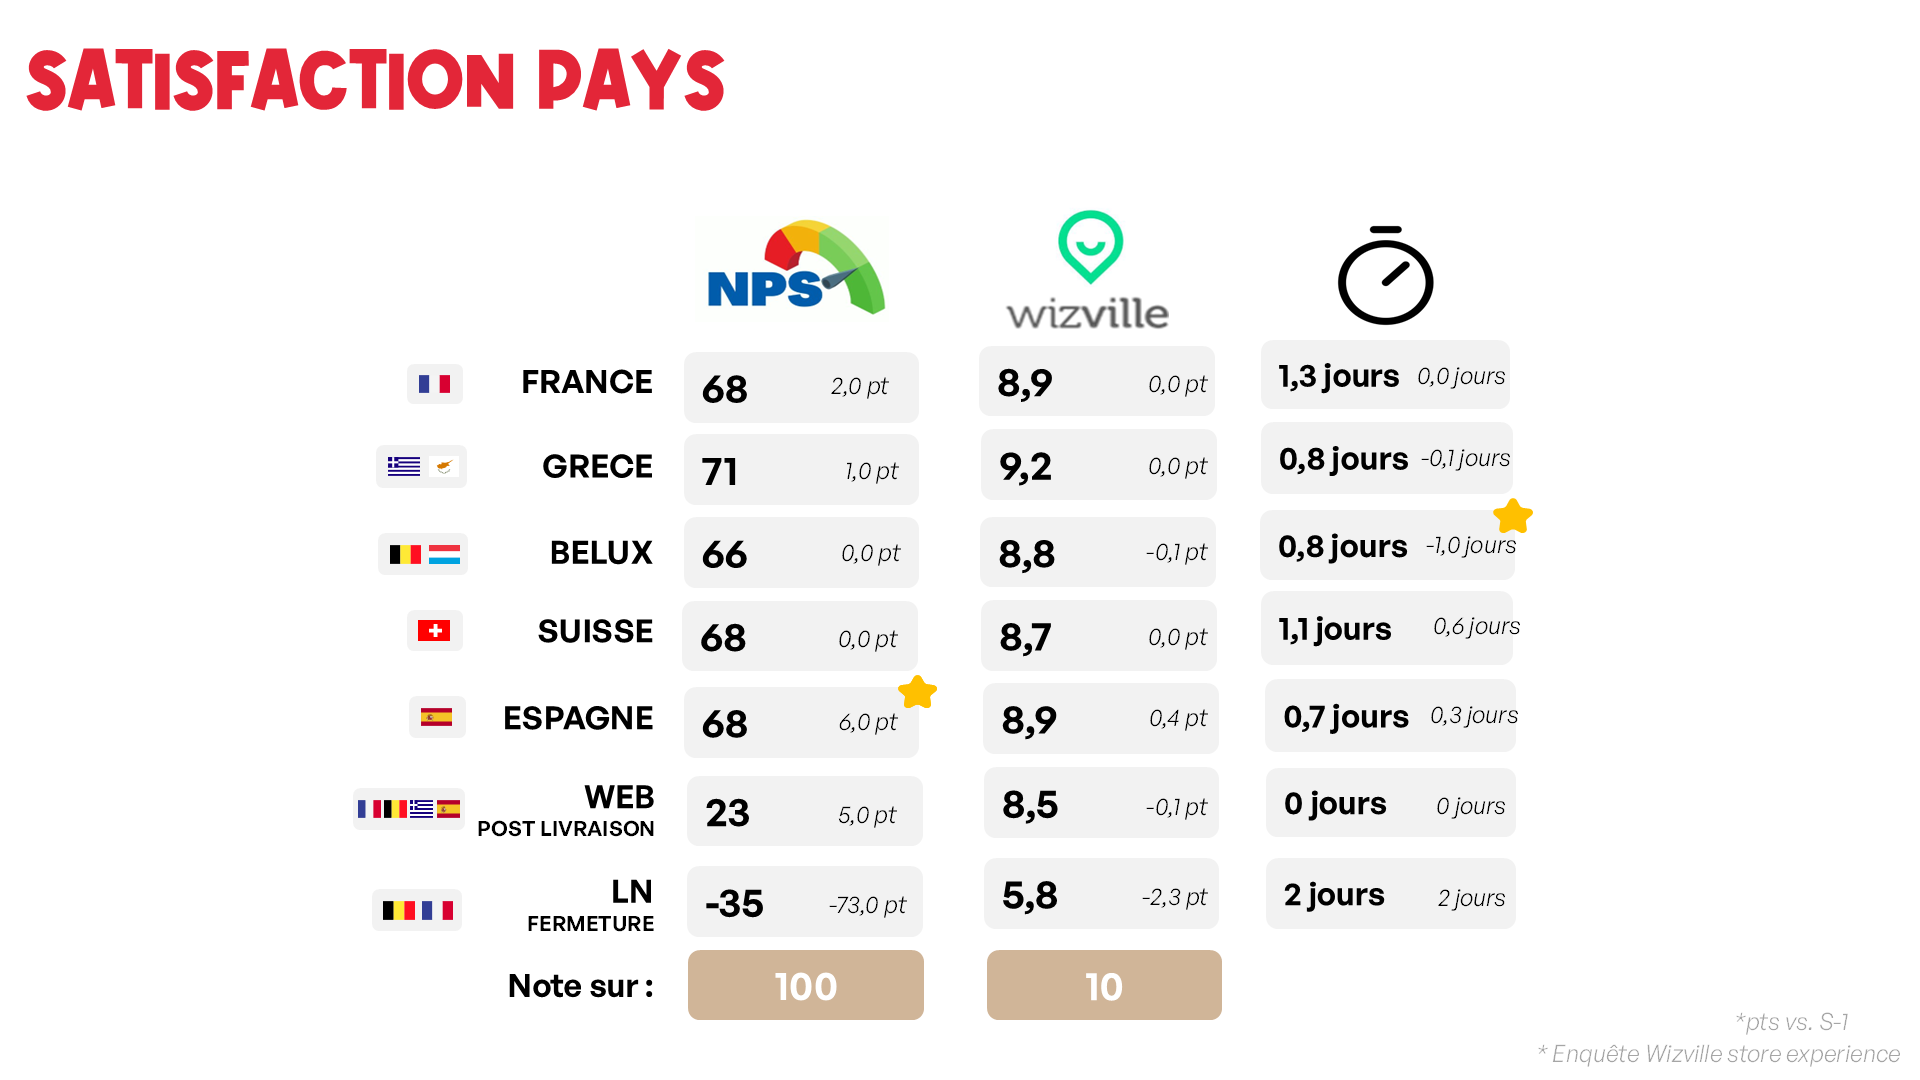 SATISFACTION DAYS
NPS
wizville
FRANCE 68 2,0 pt 8,9 0,0 pt 1,3 jours 0,0 jours
GRECE 71 1,0 pt 9,2 0,0 pt 0,8 jours -0,1 jours
BELUX 66 0,0 pt 8,8 -0,1 pt 0,8 jours -1,0 jours
SUISSE 68 0,0 pt 8,7 0,0 pt 1,1 jours 0,6 jours
ESPAGNE 68 6,0 pt 8,9 0,4 pt 0,7 jours 0,3 jours
WEB 23 5,0 pt 8,5 -0,1 pt 0 jours 0 jours
POST LIVRAISON
LN -35 -73,0 pt 5,8 -2,3 pt 2 jours 2 jours
FERMETURE
Note sur : 100 10
*pts vs. S-1
* Enquête Wizville store experience